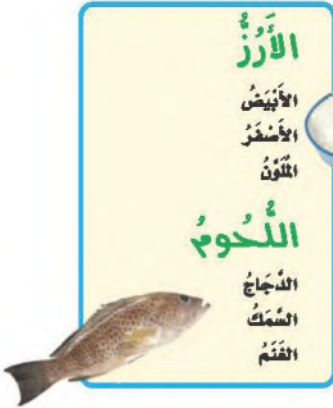 الأَرُزُّ
الأَبْيَضُ
الأَصْفَرُ
المُلَوَّنُ
اللُّحُومُ
الدَّجَاجُ
السَّمَكُ
الغَنَمُ